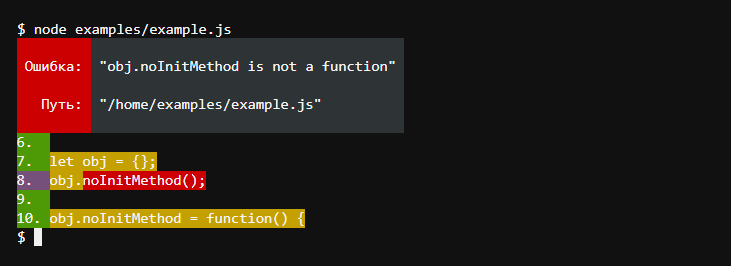 $ node examples/example.js
Ошибка: "obj.noInitMethod is not a function"
Путь: "/home/examples/example.js"
6.
7. let obj = {};
8. obj.noInitMethod();
9.
10. obj.noInitMethod = function() {
$